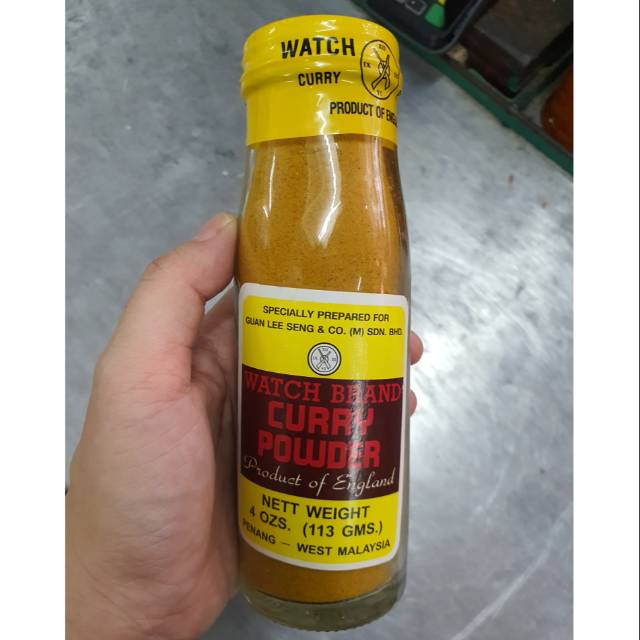 WATCH
CURRY
PRODUCT OF
SPECIALLY PREPARED FOR
GUAN LEE SENG & CO. (M) SDN. BHD.
WATCH BRAND
CURRY
POWDER
Product of England
NETT WEIGHT
4 OZS. (113 GMS.)
PENANG — WEST MALAYSIA